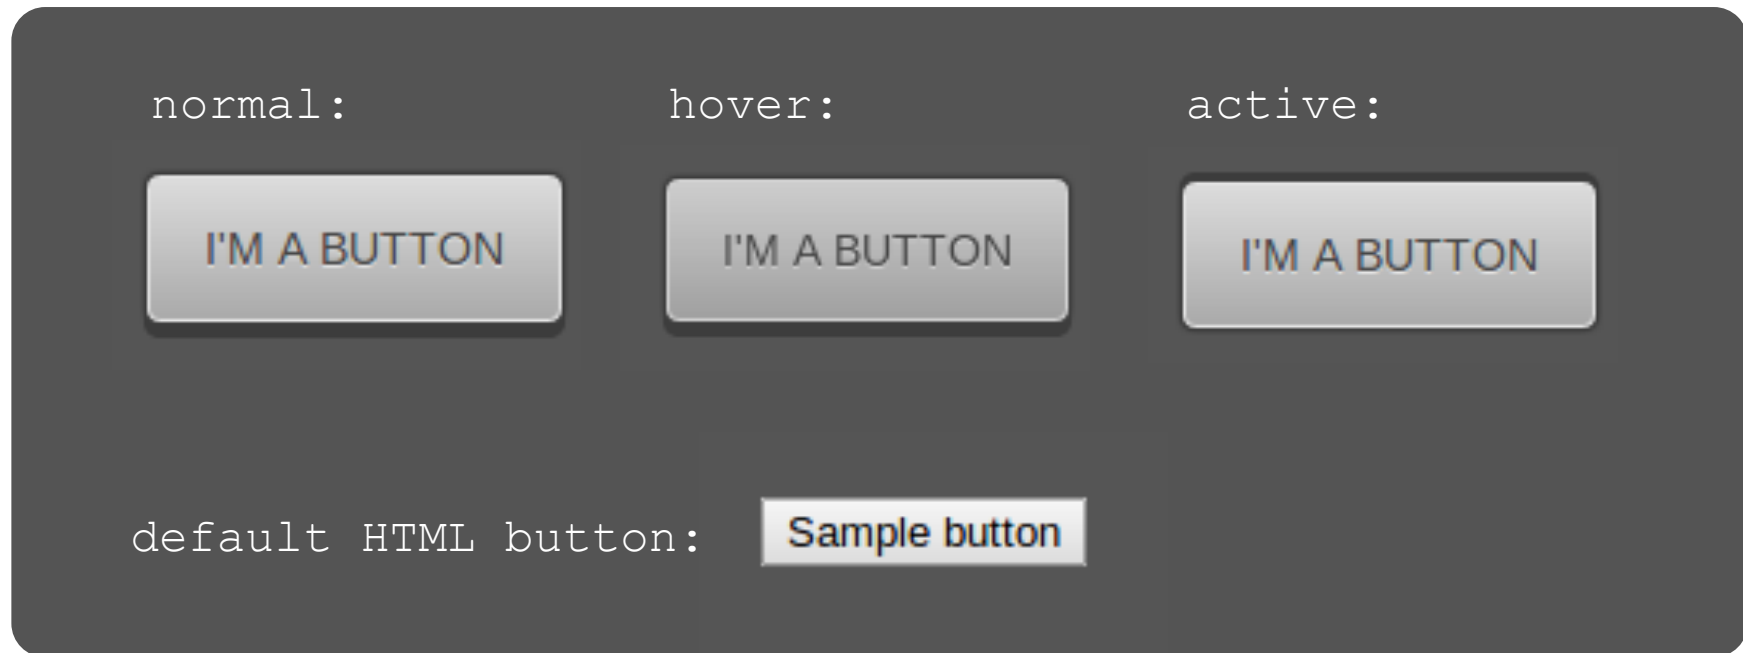 normal: hover: active:
I'M A BUTTON I'M A BUTTON I'M A BUTTON
default HTML button: Sample button